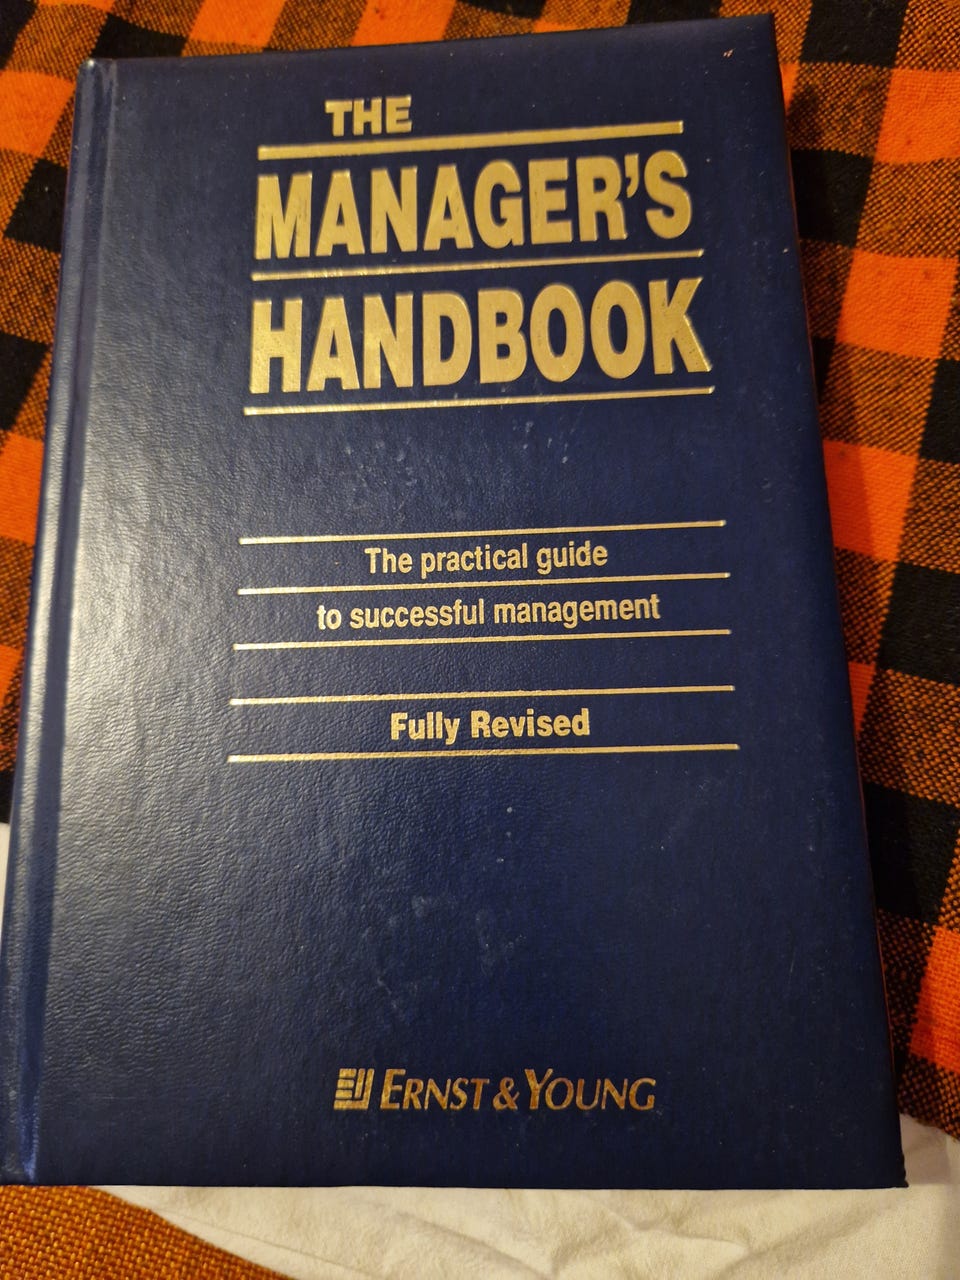 THE
MANAGER'S
HANDBOOK
The practical guide
to successful management
Fully Revised
ERNST & YOUNG